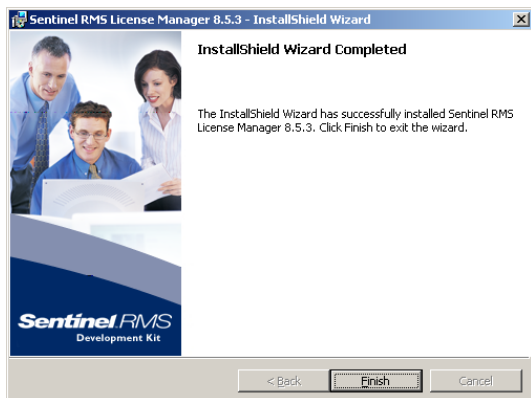 Sentinel RMS License Manager 8.5.3 - InstallShield Wizard
InstallShield Wizard Completed
The InstallShield Wizard has successfully installed Sentinel RMS
License Manager 8.5.3. Click Finish to exit the wizard.
Sentinel RMS
Development Kit
< Back
Finish
Cancel